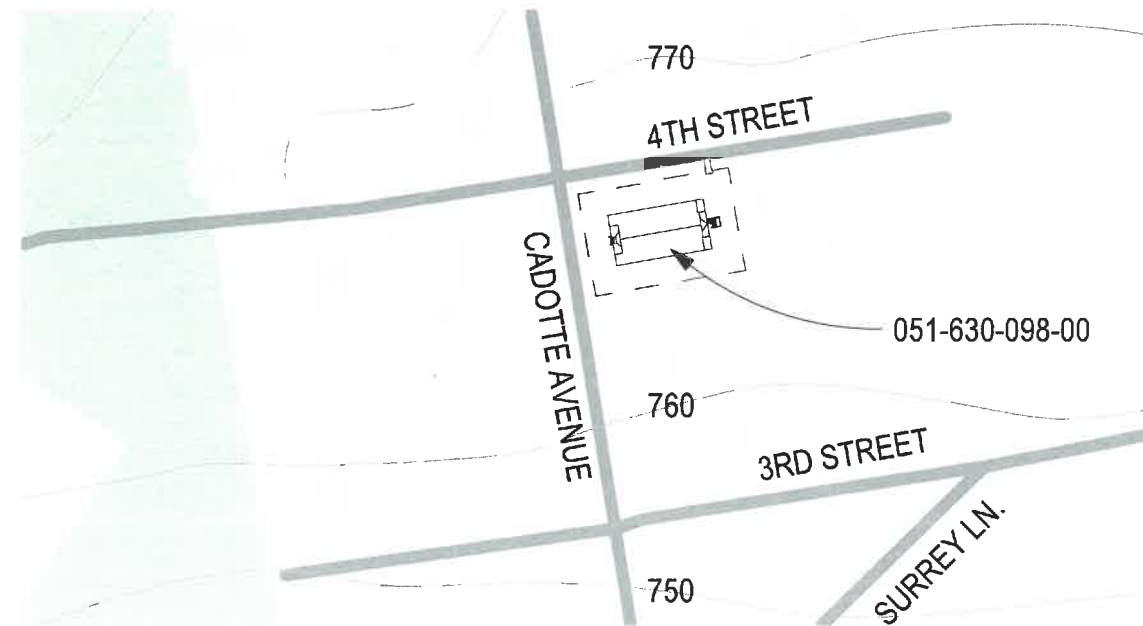 770
4TH STREET
CADOTTE AVENUE
051-630-098-00
760
3RD STREET
SURREY LN.
750